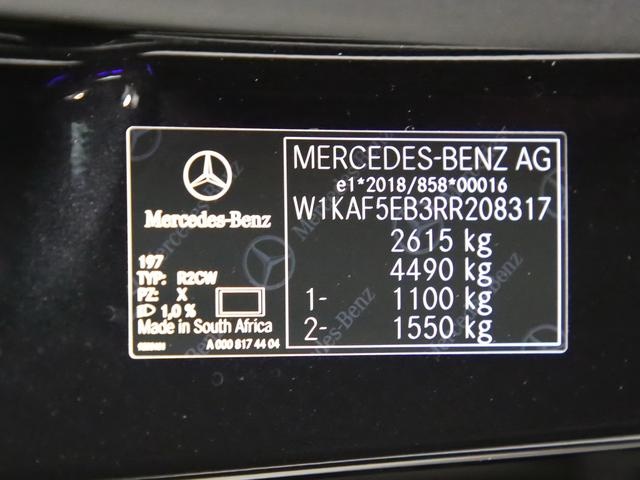 Mercedes-Benz
197
TYP: R2CW
PZ: X
1,0 %
Made in South Africa
A 000 817 44 04
MERCEDES-BENZ AG
e1*2018/858*00016
W1KAF5EB3RR208317
2615 kg
4490 kg
1- 1100 kg
2- 1550 kg